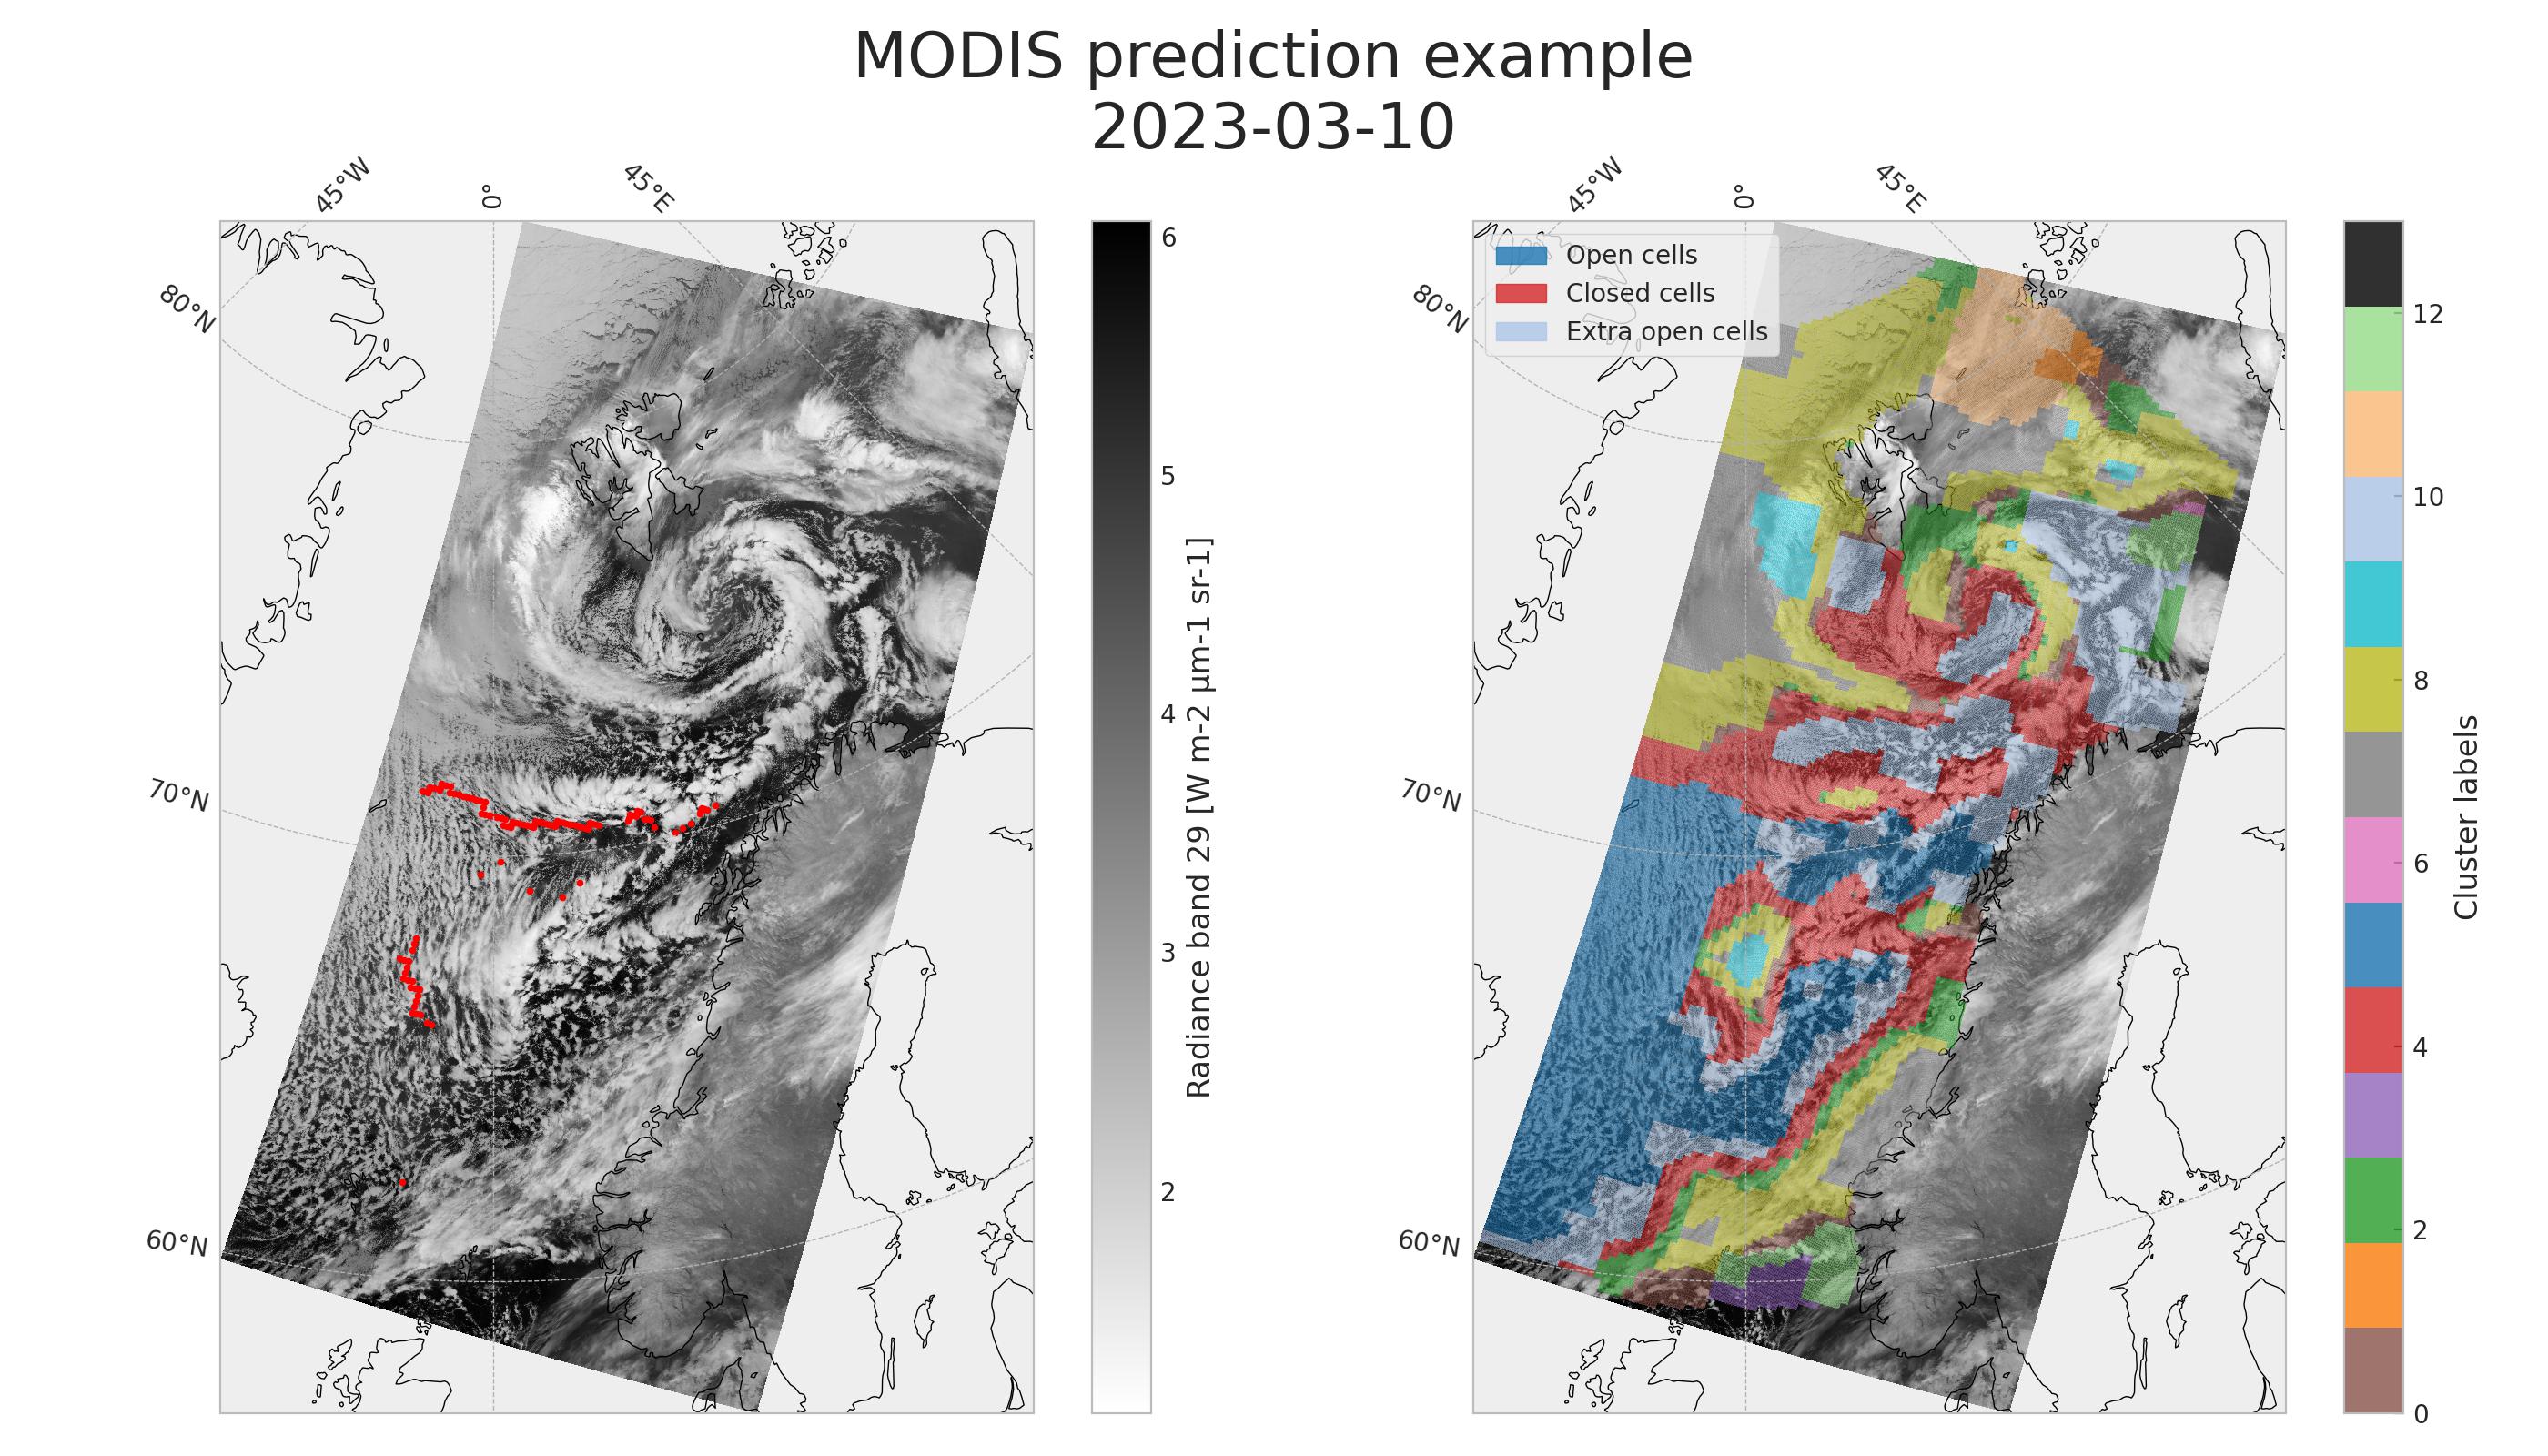 MODIS prediction example
2023-03-10
45°W
0°
45°E
80°N
70°N
60°N
6
5
4
3
2
Radiance band 29 [W m-2 μm-1 sr-1]
45°W
0°
45°E
80°N
70°N
60°N
Open cells
Closed cells
Extra open cells
12
10
8
6
4
2
0
Cluster labels